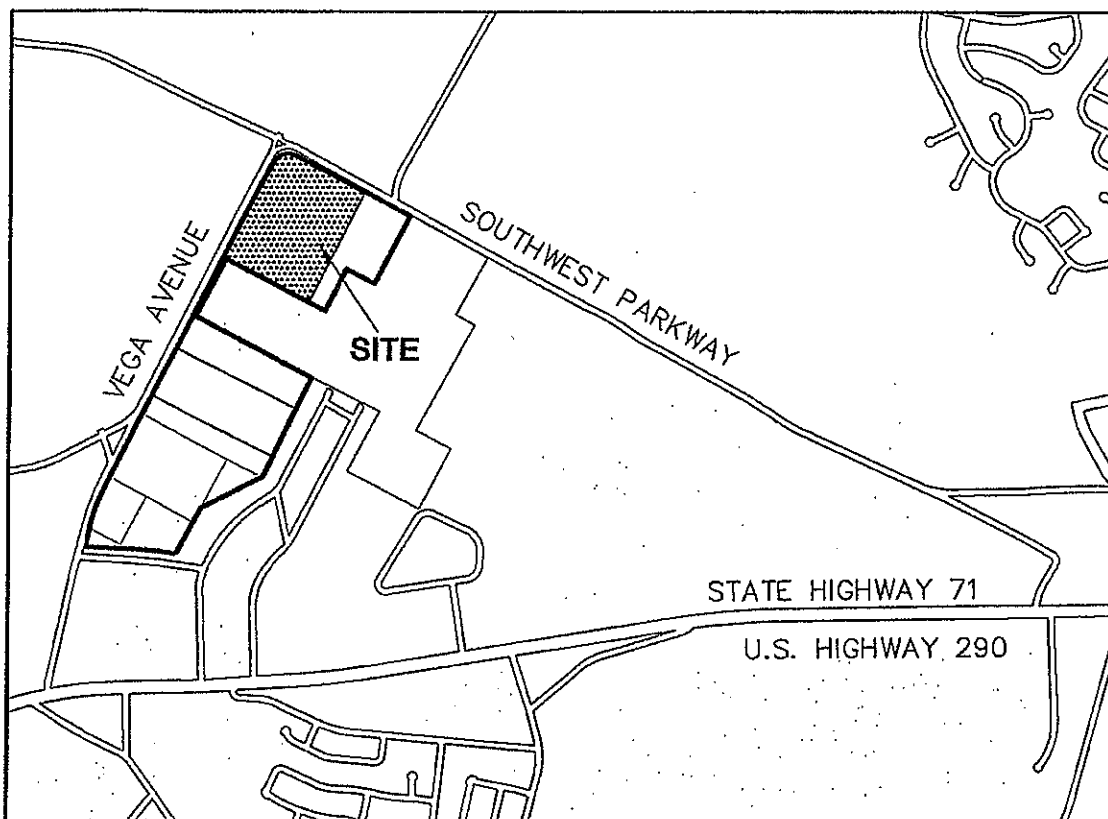 SOUTHWEST PARKWAY
VEGA AVENUE
SITE
STATE HIGHWAY 71
U.S. HIGHWAY 290